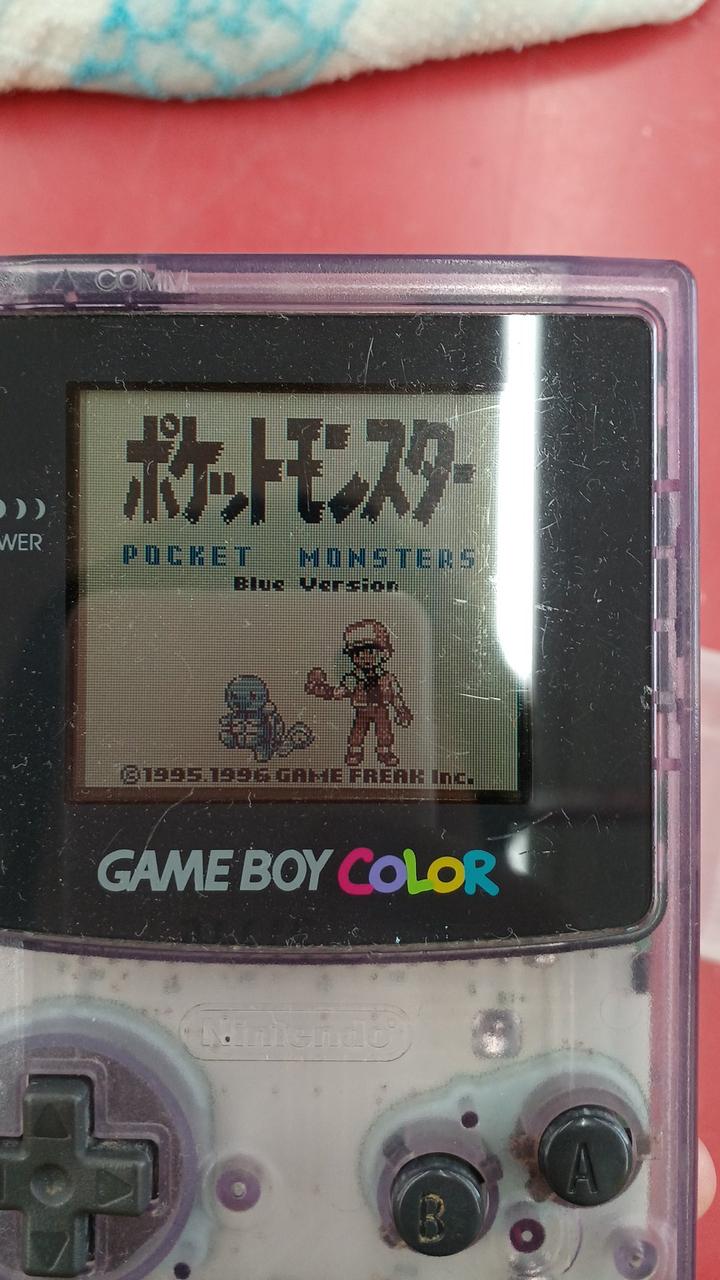 COMM.
WER
ポケットモンスター
POCKET MONSTERS
Blue Version
©1995.1996 GAME FREAK inc.
GAME BOY COLOR
Nintendo
A
B